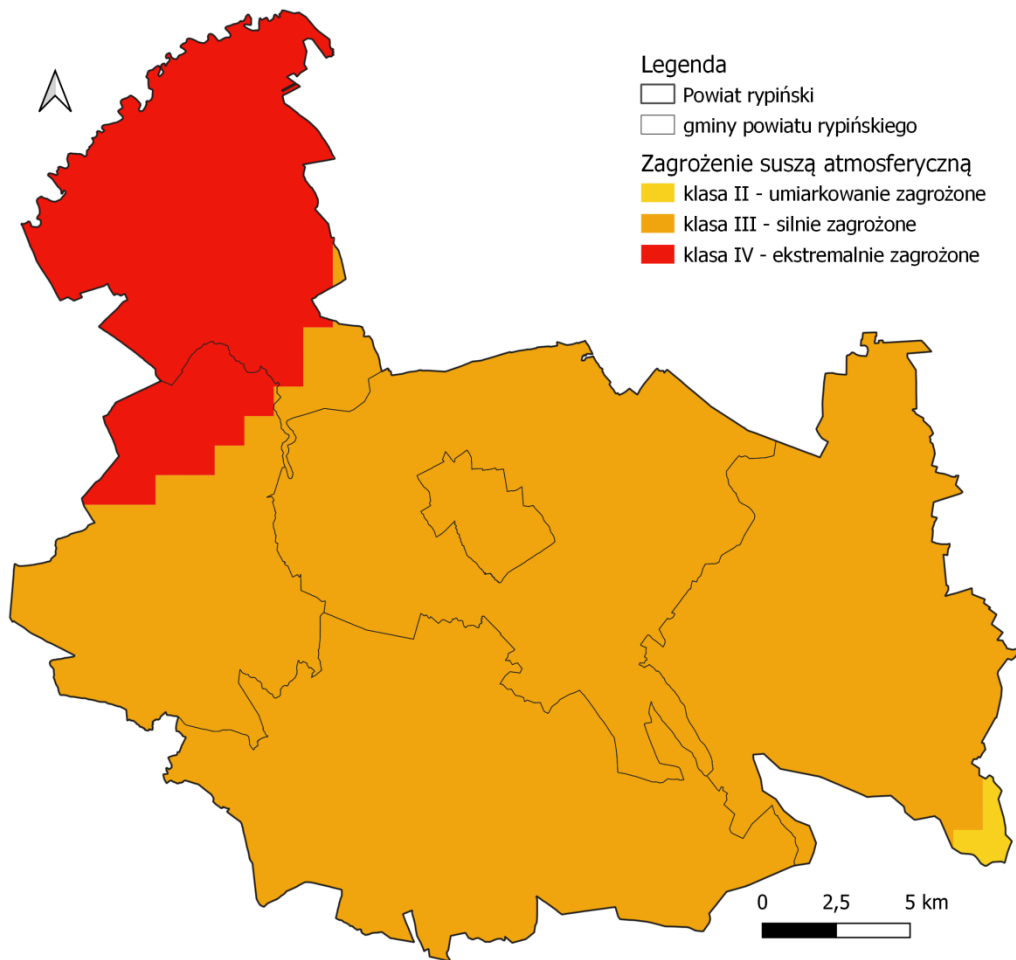 Legenda
Powiat rypiński
gminy powiatu rypińskiego
Zagrożenie suszą atmosferyczną
klasa II - umiarkowanie zagrożone
klasa III - silnie zagrożone
klasa IV - ekstremalnie zagrożone
0 2,5 5 km